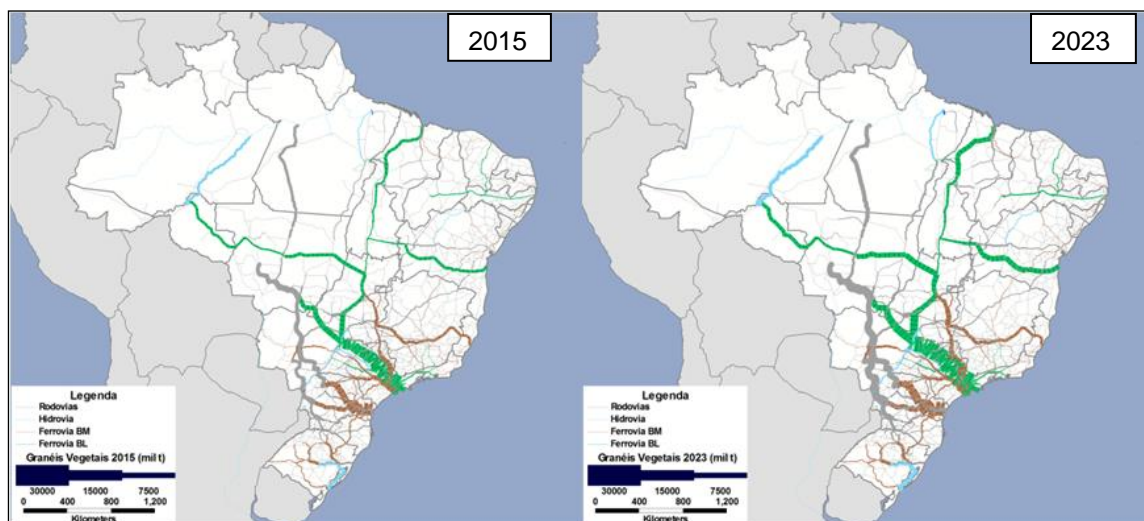 2015
Legenda
Rodovias
Hidrovia
Ferrovia BM
Ferrovia BL
Granéis Vegetais 2015 (mil t)
30000 15000 7500
0 400 800 1,200
Kilometers
2023
Legenda
Rodovias
Hidrovia
Ferrovia BM
Ferrovia BL
Granéis Vegetais 2023 (mil t)
30000 15000 7500
0 400 800 1,200
Kilometers